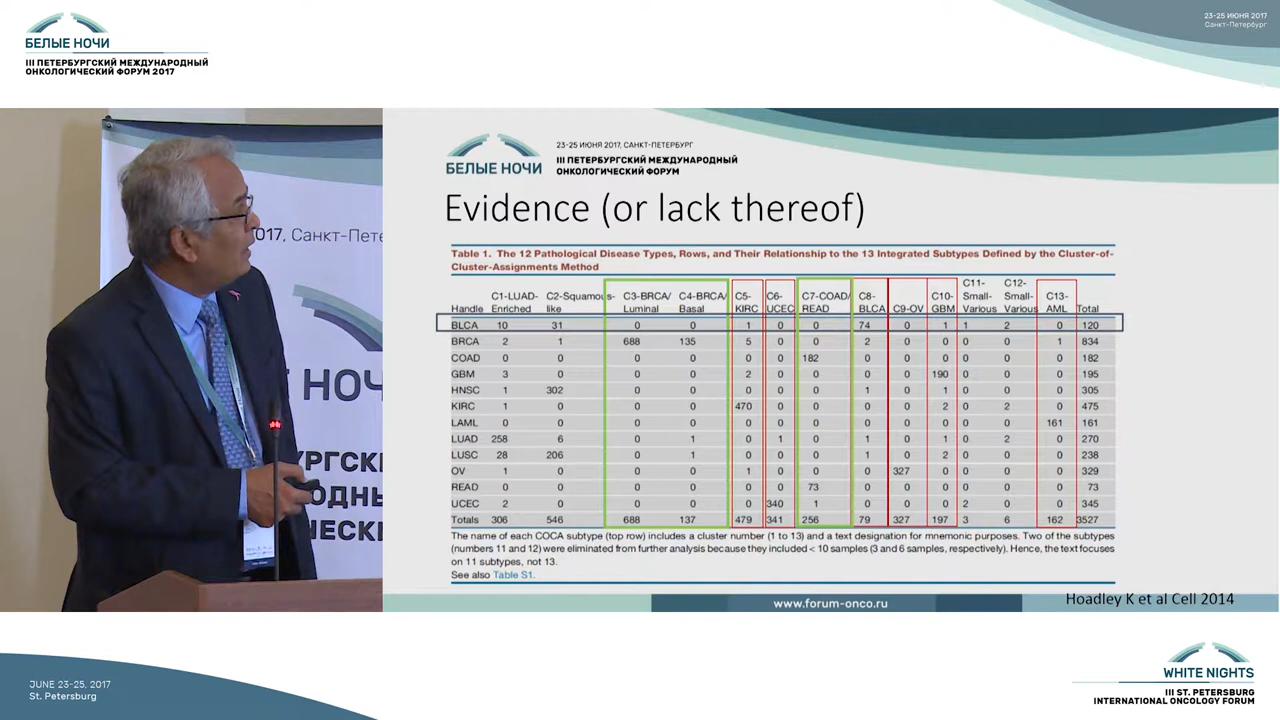 БЕЛЫЕ НОЧИ
III ПЕТЕРБУРГСКИЙ МЕЖДУНАРОДНЫЙ
ОНКОЛОГИЧЕСКИЙ ФОРУМ 2017
23-25 ИЮНЯ 2017
Санкт-Петербург
017, Санкт-Пете
НОЧ
УРГСКИ
ОДНЫ
ЧЕСКИ
23-25 ИЮНЯ 2017, САНКТ-ПЕТЕРБУРГ
III ПЕТЕРБУРГСКИЙ МЕЖДУНАРОДНЫЙ
ОНКОЛОГИЧЕСКИЙ ФОРУМ
БЕЛЫЕ НОЧИ
Evidence (or lack thereof)
Table 1. The 12 Pathological Disease Types, Rows, and Their Relationship to the 13 Integrated Subtypes Defined by the Cluster-of-
Cluster-Assignments Method
Handle C1-LUAD-Enriched C2-Squamous-like C3-BRCA/Luminal C4-BRCA/Basal C5-KIRC C6-UCEC C7-COAD/READ C8-BLCA C9-OV C10-GBM C11-Small-Various C12-Small-Various C13-AML Total
BLCA 10 31 0 0 1 0 0 74 0 1 1 2 0 120
BRCA 2 1 688 135 5 0 0 2 0 0 0 0 1 834
COAD 0 0 0 0 0 0 182 0 0 0 0 0 0 182
GBM 3 0 0 0 2 0 0 0 0 190 0 0 0 195
HNSC 1 302 0 0 0 0 0 1 0 1 0 0 0 305
KIRC 1 0 0 0 470 0 0 0 0 2 0 2 0 475
LAML 0 0 0 0 0 0 0 0 0 0 0 0 161 161
LUAD 258 6 0 1 0 1 0 1 0 1 0 2 0 270
LUSC 28 206 0 1 0 0 0 1 0 2 0 0 0 238
OV 1 0 0 0 1 0 0 0 327 0 0 0 0 329
READ 0 0 0 0 0 0 73 0 0 0 0 0 0 73
UCEC 2 0 0 0 0 340 1 0 0 0 2 0 0 345
Totals 306 546 688 137 479 341 256 79 327 197 3 6 162 3527
The name of each COCA subtype (top row) includes a cluster number (1 to 13) and a text designation for mnemonic purposes. Two of the subtypes
(numbers 11 and 12) were eliminated from further analysis because they included < 10 samples (3 and 6 samples, respectively). Hence, the text focuses
on 11 subtypes, not 13.
See also Table S1.
Hoadley K et al Cell 2014
www.forum-onco.ru
JUNE 23-25, 2017
St. Petersburg
WHITE NIGHTS
III ST. PETERSBURG
INTERNATIONAL ONCOLOGY FORUM